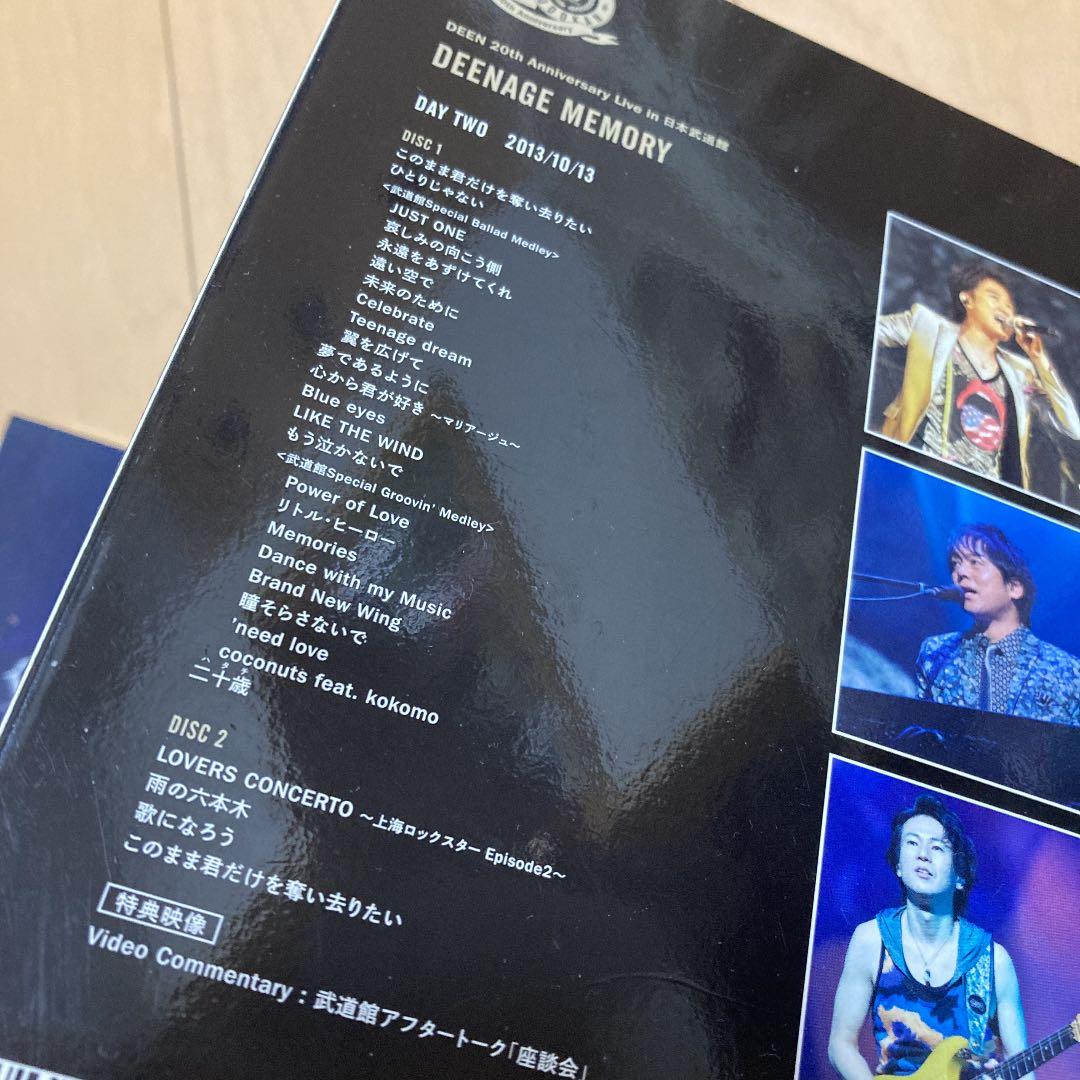 0th Anniversary
DEEN 20th Anniversary Live in 日本武道館
DEENAGE MEMORY
DAY TWO 2013/10/13
DISC 1
このまま君だけを奪い去りたい
ひとりじゃない
<武道館Special Ballad Medley>
JUST ONE
哀しみの向こう側
永遠をあずけてくれ
遠い空で
未来のために
Celebrate
Teenage dream
翼を広げて
夢であるように
心から君が好き ～マリアージュ～
Blue eyes
LIKE THE WIND
もう泣かないで
<武道館Special Groovin' Medley>
Power of Love
リトル・ヒーロー
Memories
Dance with my Music
Brand New Wing
瞳そらさないで
'need love
coconuts feat. kokomo
ハタチ
二十歳
DISC 2
LOVERS CONCERTO ～上海ロックスター Episode2～
雨の六本木
歌になろう
このまま君だけを奪い去りたい
特典映像
Video Commentary : 武道館アフタートーク「座談会」